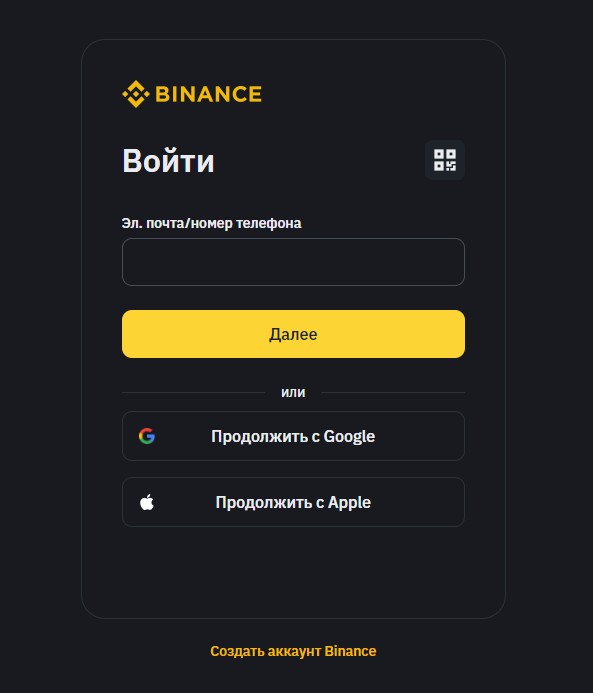 BINANCE
Войти
Эл. почта/номер телефона
Далее
или
Продолжить с Google
Продолжить с Apple
Создать аккаунт Binance